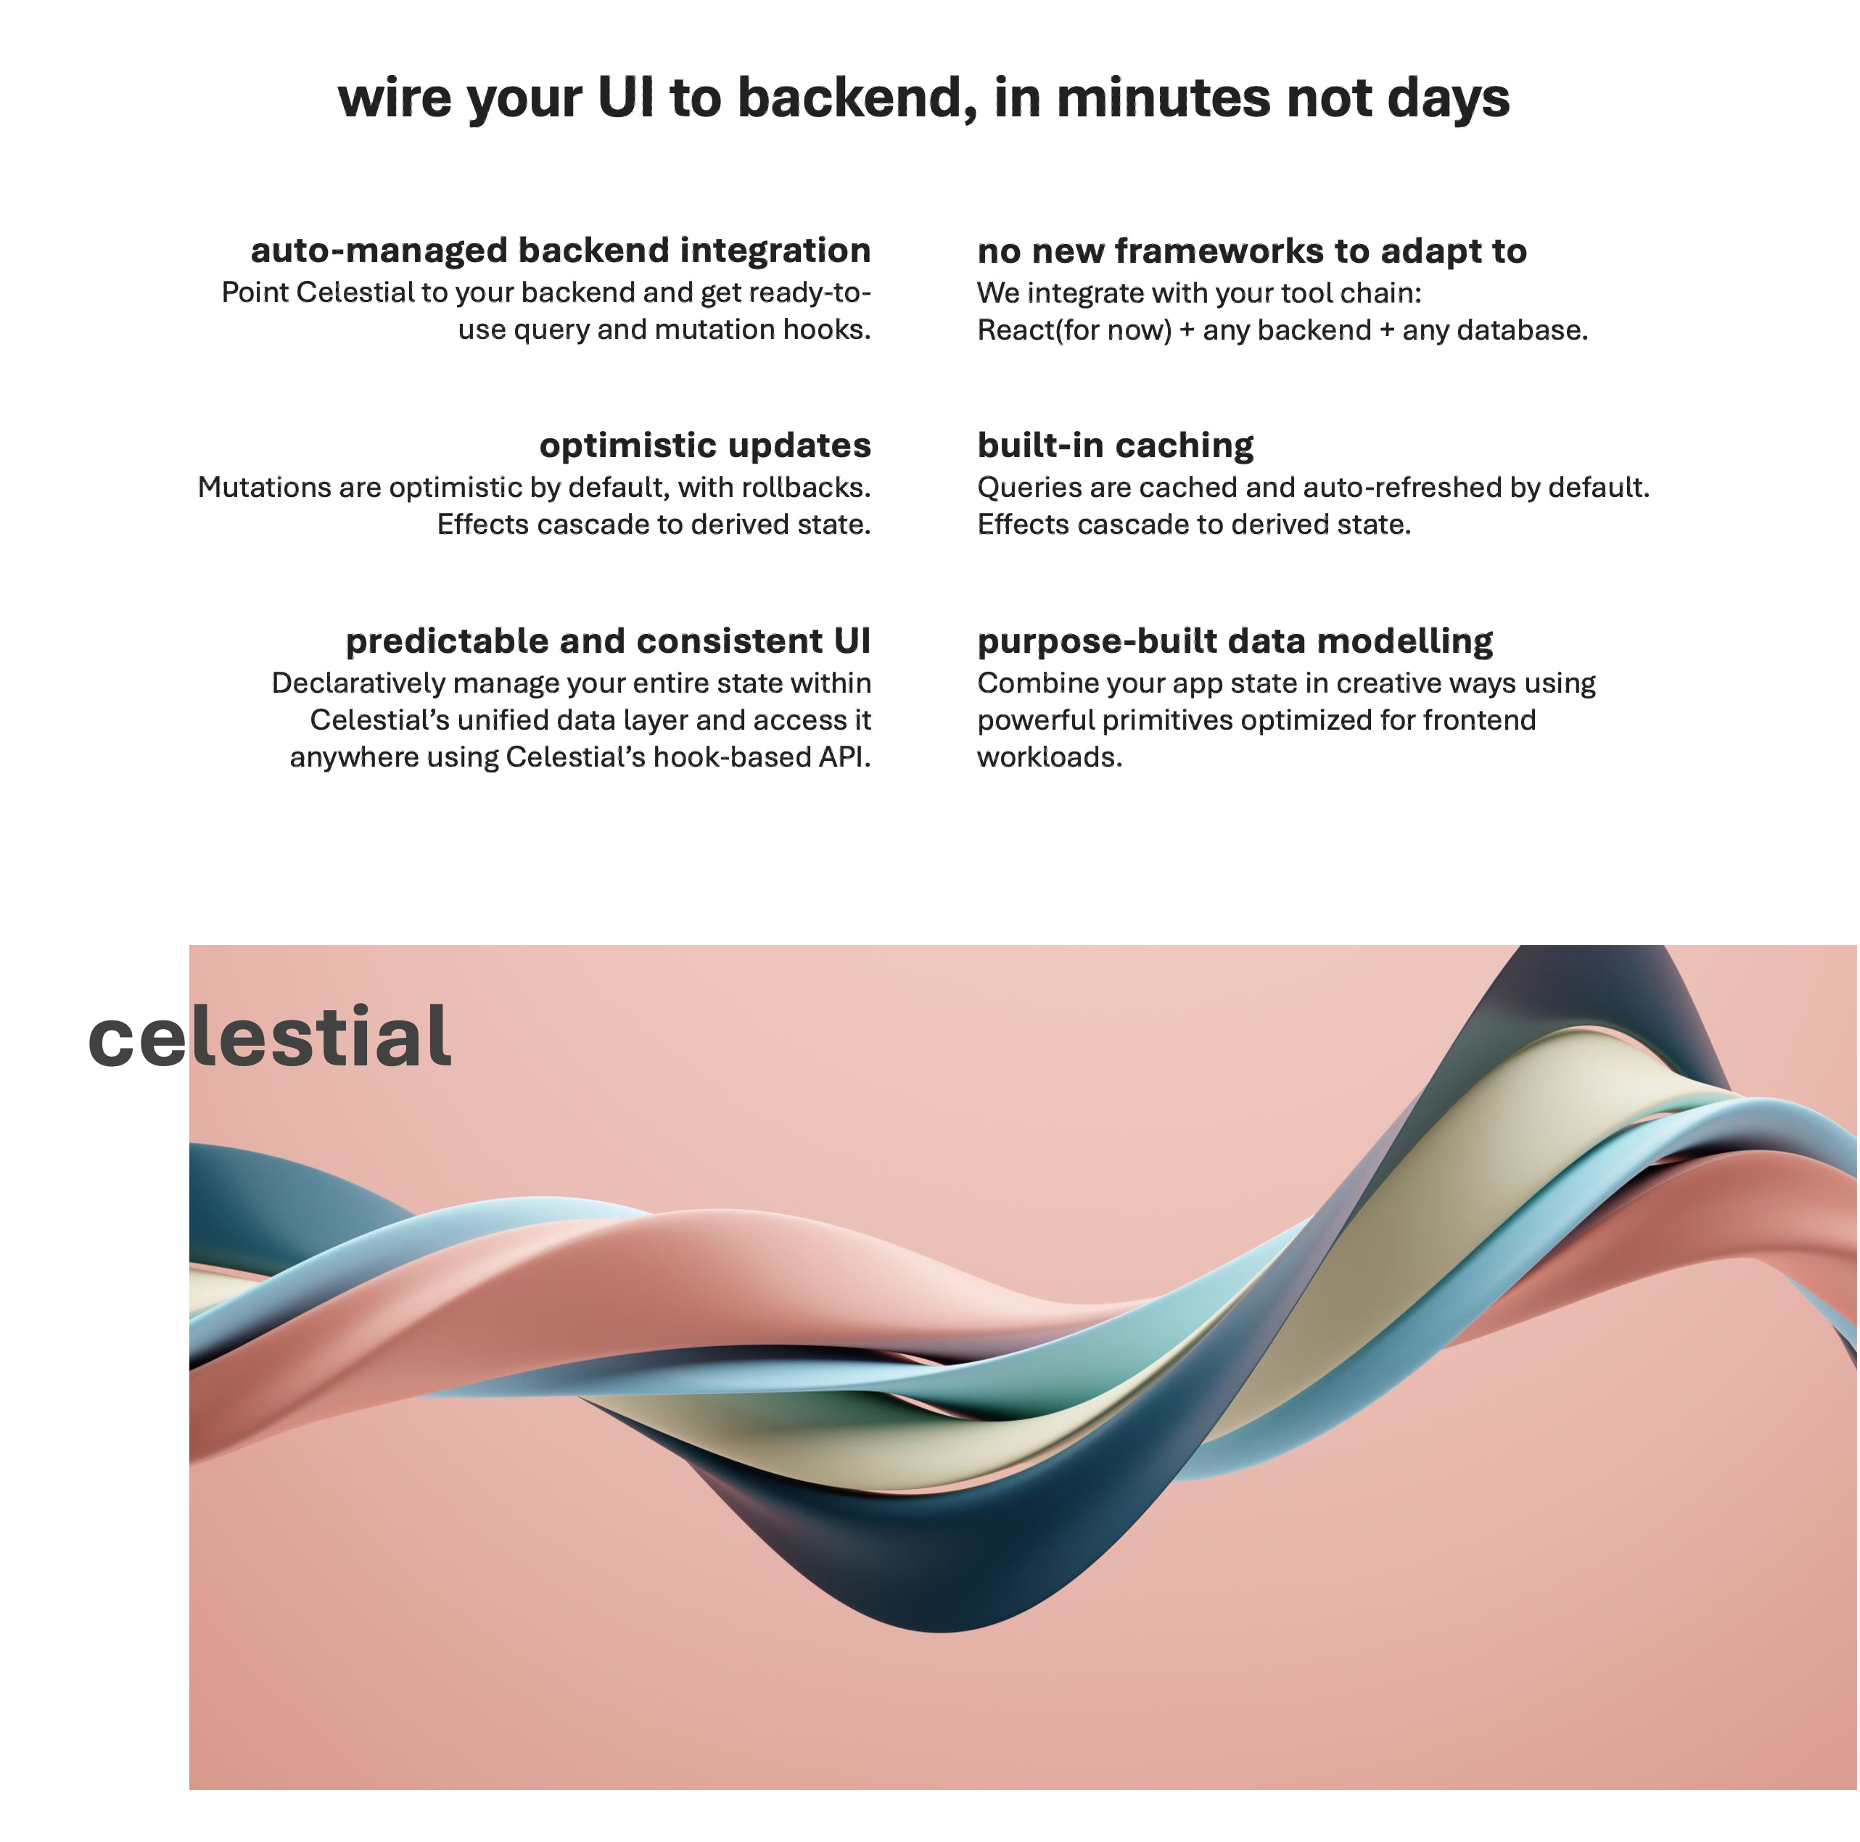 wire your UI to backend, in minutes not days
auto-managed backend integration
Point Celestial to your backend and get ready-to-
use query and mutation hooks.
no new frameworks to adapt to
We integrate with your tool chain:
React(for now) + any backend + any database.
optimistic updates
Mutations are optimistic by default, with rollbacks.
Effects cascade to derived state.
built-in caching
Queries are cached and auto-refreshed by default.
Effects cascade to derived state.
predictable and consistent UI
Declaratively manage your entire state within
Celestial’s unified data layer and access it
anywhere using Celestial’s hook-based API.
purpose-built data modelling
Combine your app state in creative ways using
powerful primitives optimized for frontend
workloads.
celestial